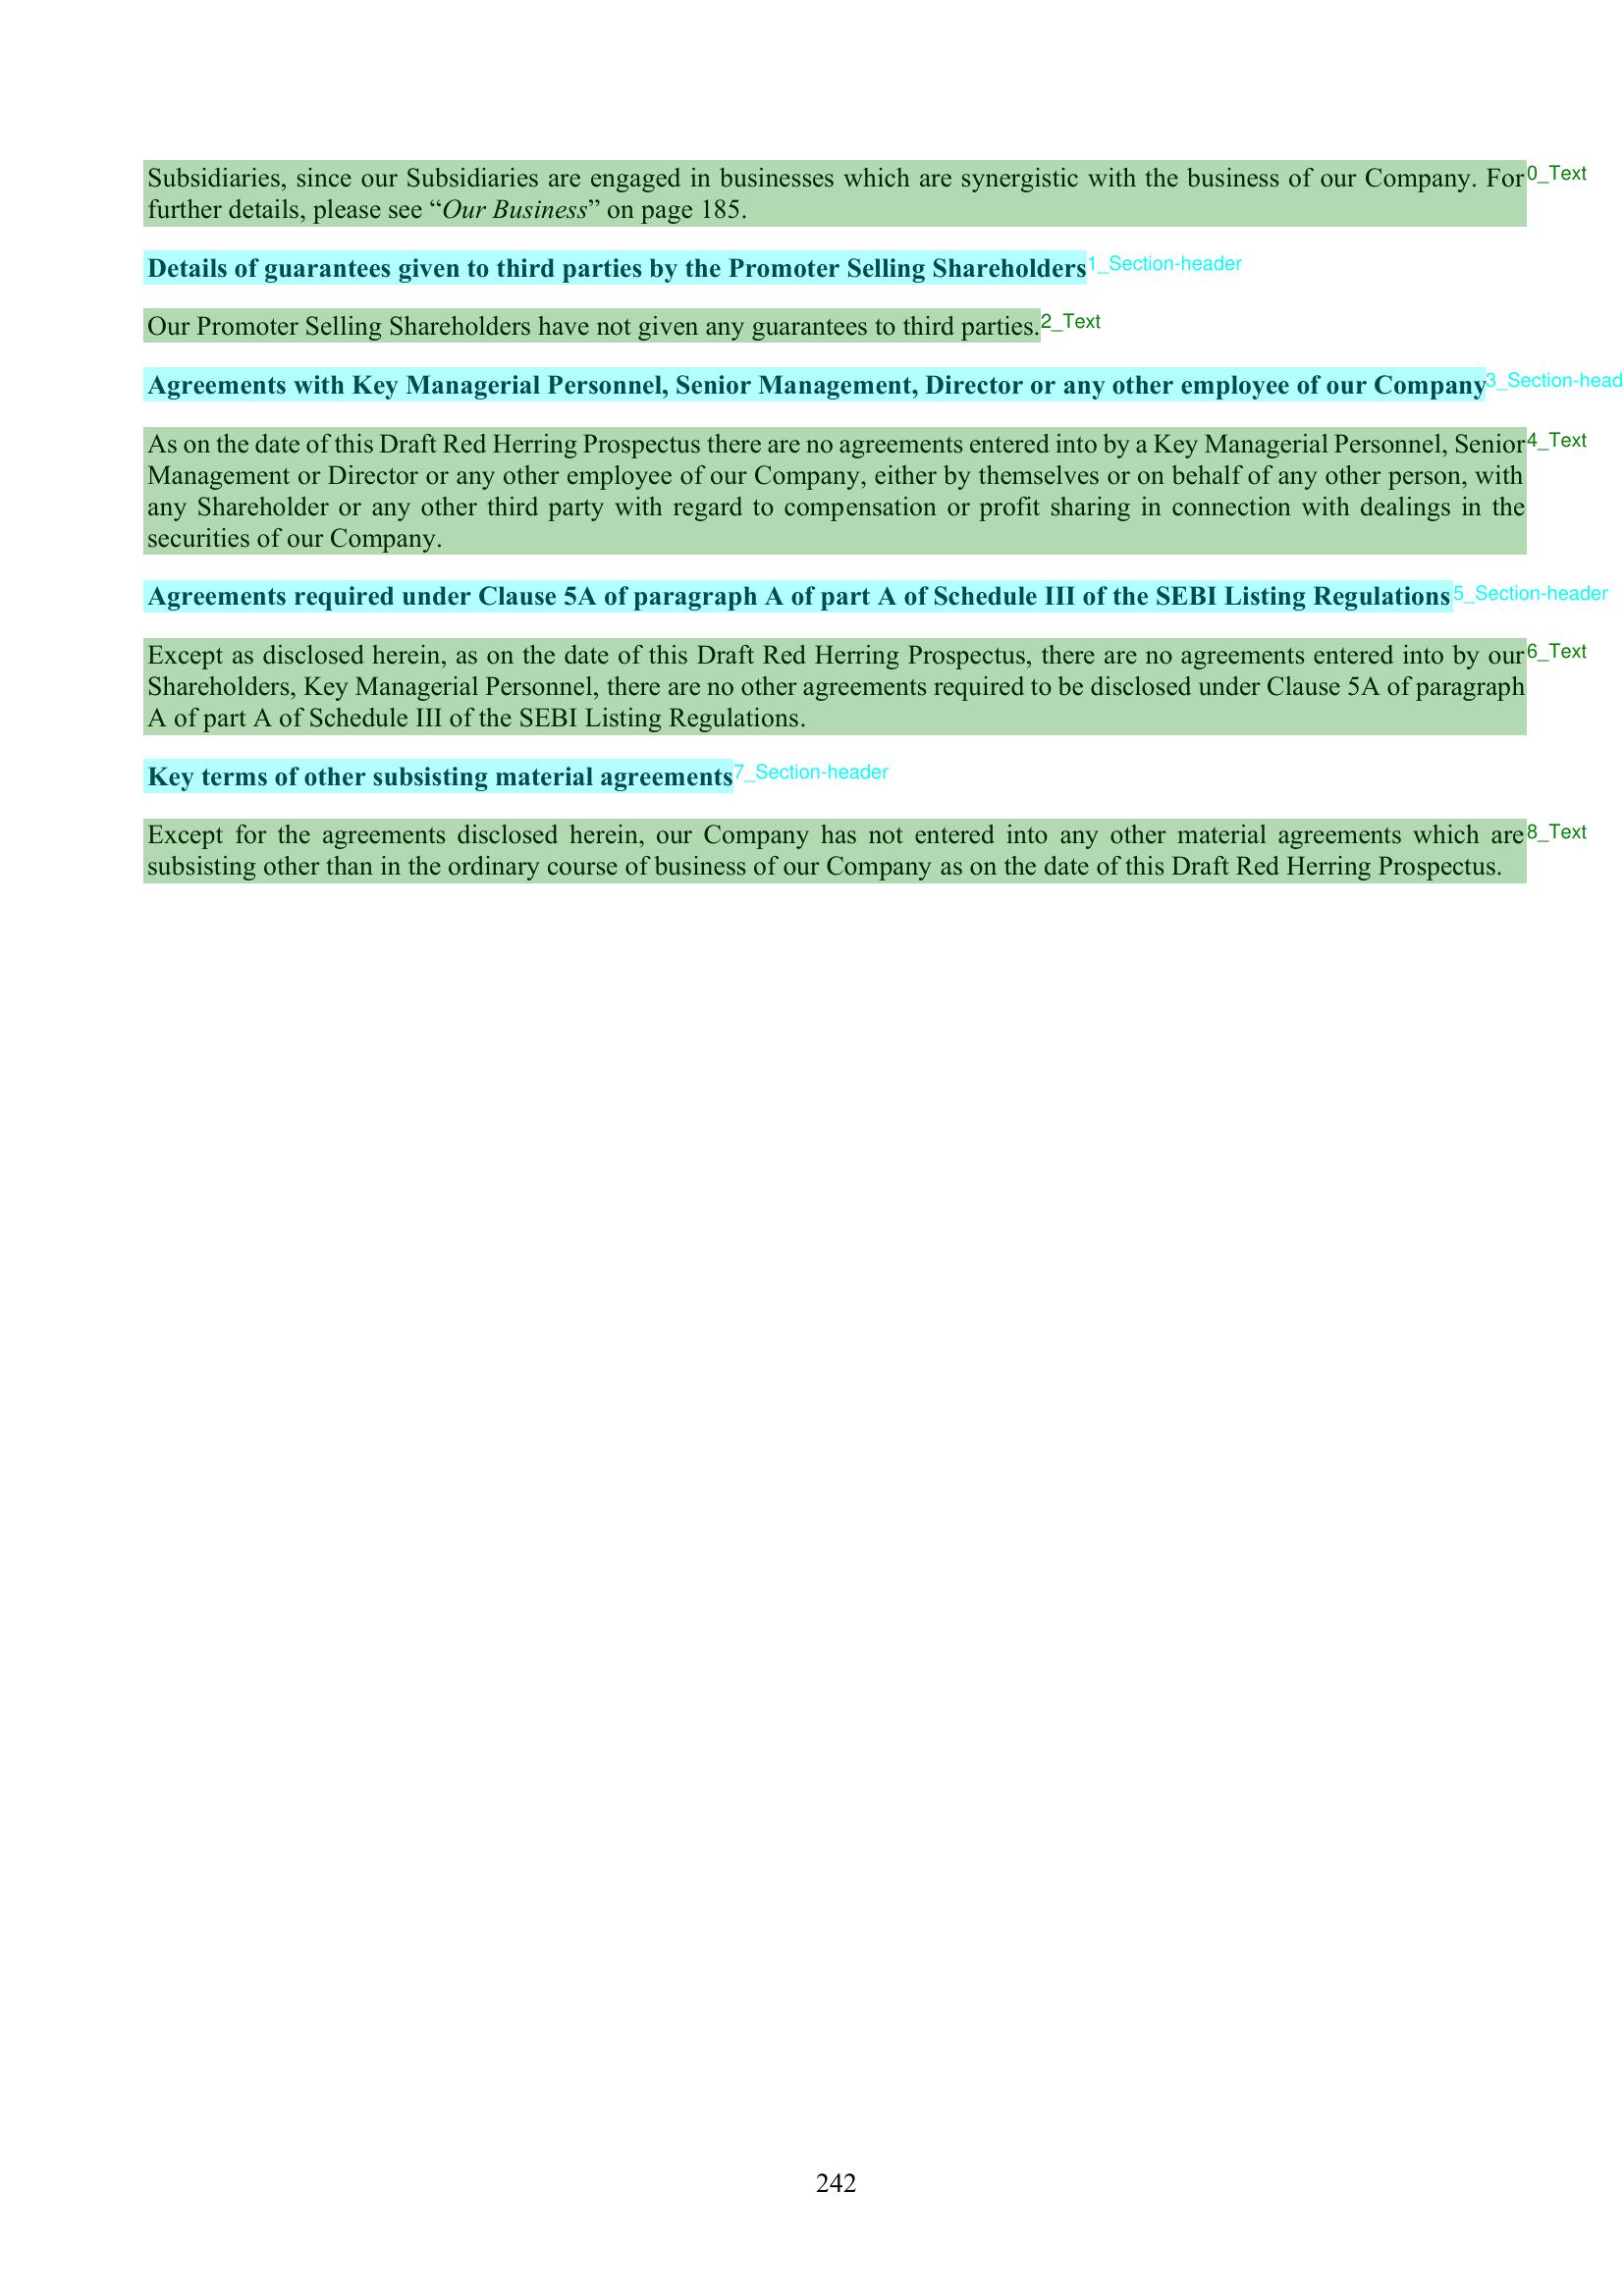 Subsidiaries, since our Subsidiaries are engaged in businesses which are synergistic with the business of our Company. For 0_Text
further details, please see “Our Business” on page 185.
Details of guarantees given to third parties by the Promoter Selling Shareholders 1_Section-header
Our Promoter Selling Shareholders have not given any guarantees to third parties. 2_Text
Agreements with Key Managerial Personnel, Senior Management, Director or any other employee of our Company 3_Section-head
As on the date of this Draft Red Herring Prospectus there are no agreements entered into by a Key Managerial Personnel, Senior 4_Text
Management or Director or any other employee of our Company, either by themselves or on behalf of any other person, with
any Shareholder or any other third party with regard to compensation or profit sharing in connection with dealings in the
securities of our Company.
Agreements required under Clause 5A of paragraph A of part A of Schedule III of the SEBI Listing Regulations 5_Section-header
Except as disclosed herein, as on the date of this Draft Red Herring Prospectus, there are no agreements entered into by our 6_Text
Shareholders, Key Managerial Personnel, there are no other agreements required to be disclosed under Clause 5A of paragraph
A of part A of Schedule III of the SEBI Listing Regulations.
Key terms of other subsisting material agreements 7_Section-header
Except for the agreements disclosed herein, our Company has not entered into any other material agreements which are 8_Text
subsisting other than in the ordinary course of business of our Company as on the date of this Draft Red Herring Prospectus.
242